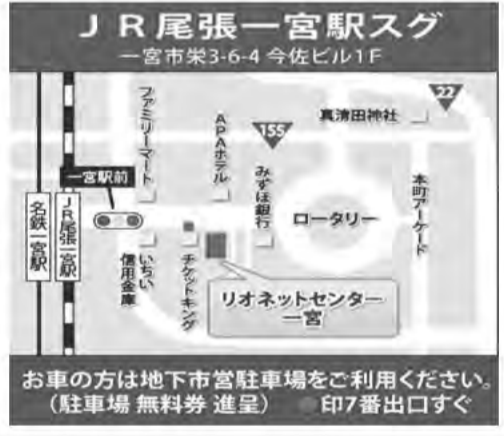 JR尾張一宮駅スグ
一宮市栄3-6-4 今佐ビル1F
22
真清田神社
ファミリーマート
APAホテル
155
みずほ銀行
一宮駅前
本町アーケード
名鉄一宮駅
JR尾張一宮駅
ロータリー
いちい
信用金庫
チケットキング
リオネットセンター
一宮
お車の方は地下市営駐車場をご利用ください。
(駐車場 無料券 進呈) ●印7番出口すぐ